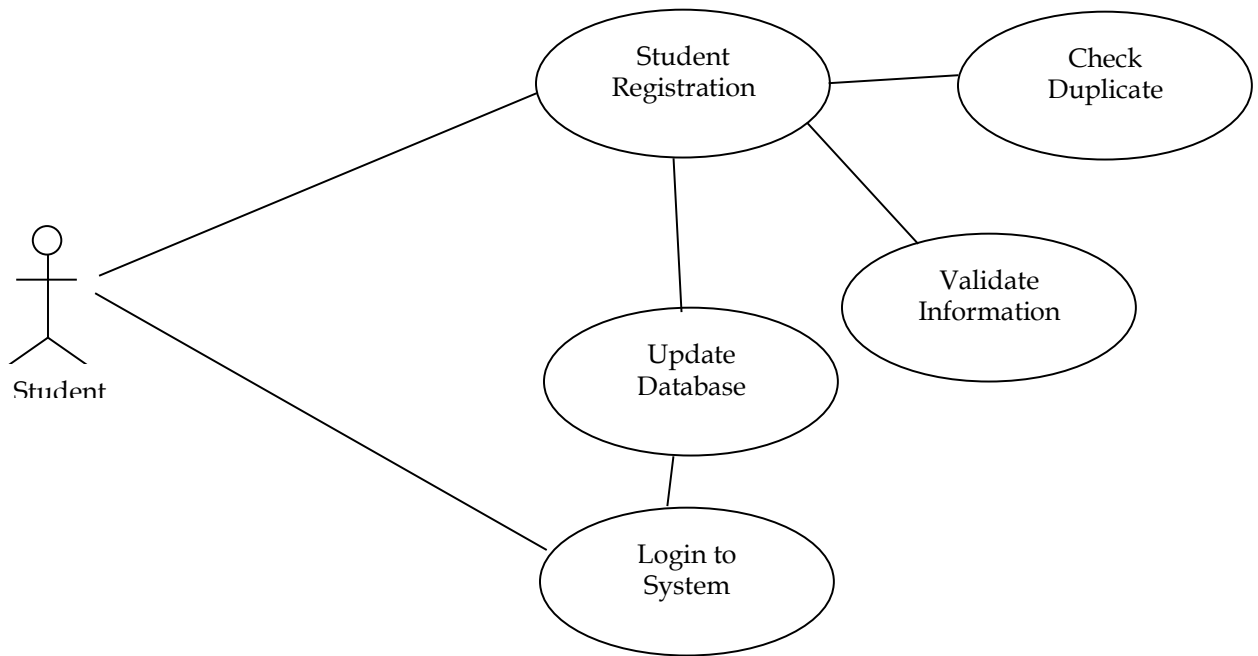 Student
Registration
Check
Duplicate
Validate
Information
Update
Database
Student
Login to
System